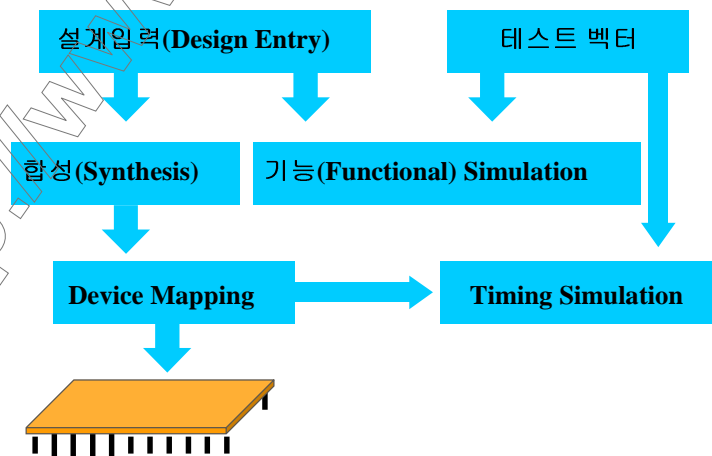 설계입력(Design Entry)
테스트 벡터
합성(Synthesis)
기능(Functional) Simulation
Device Mapping
Timing Simulation